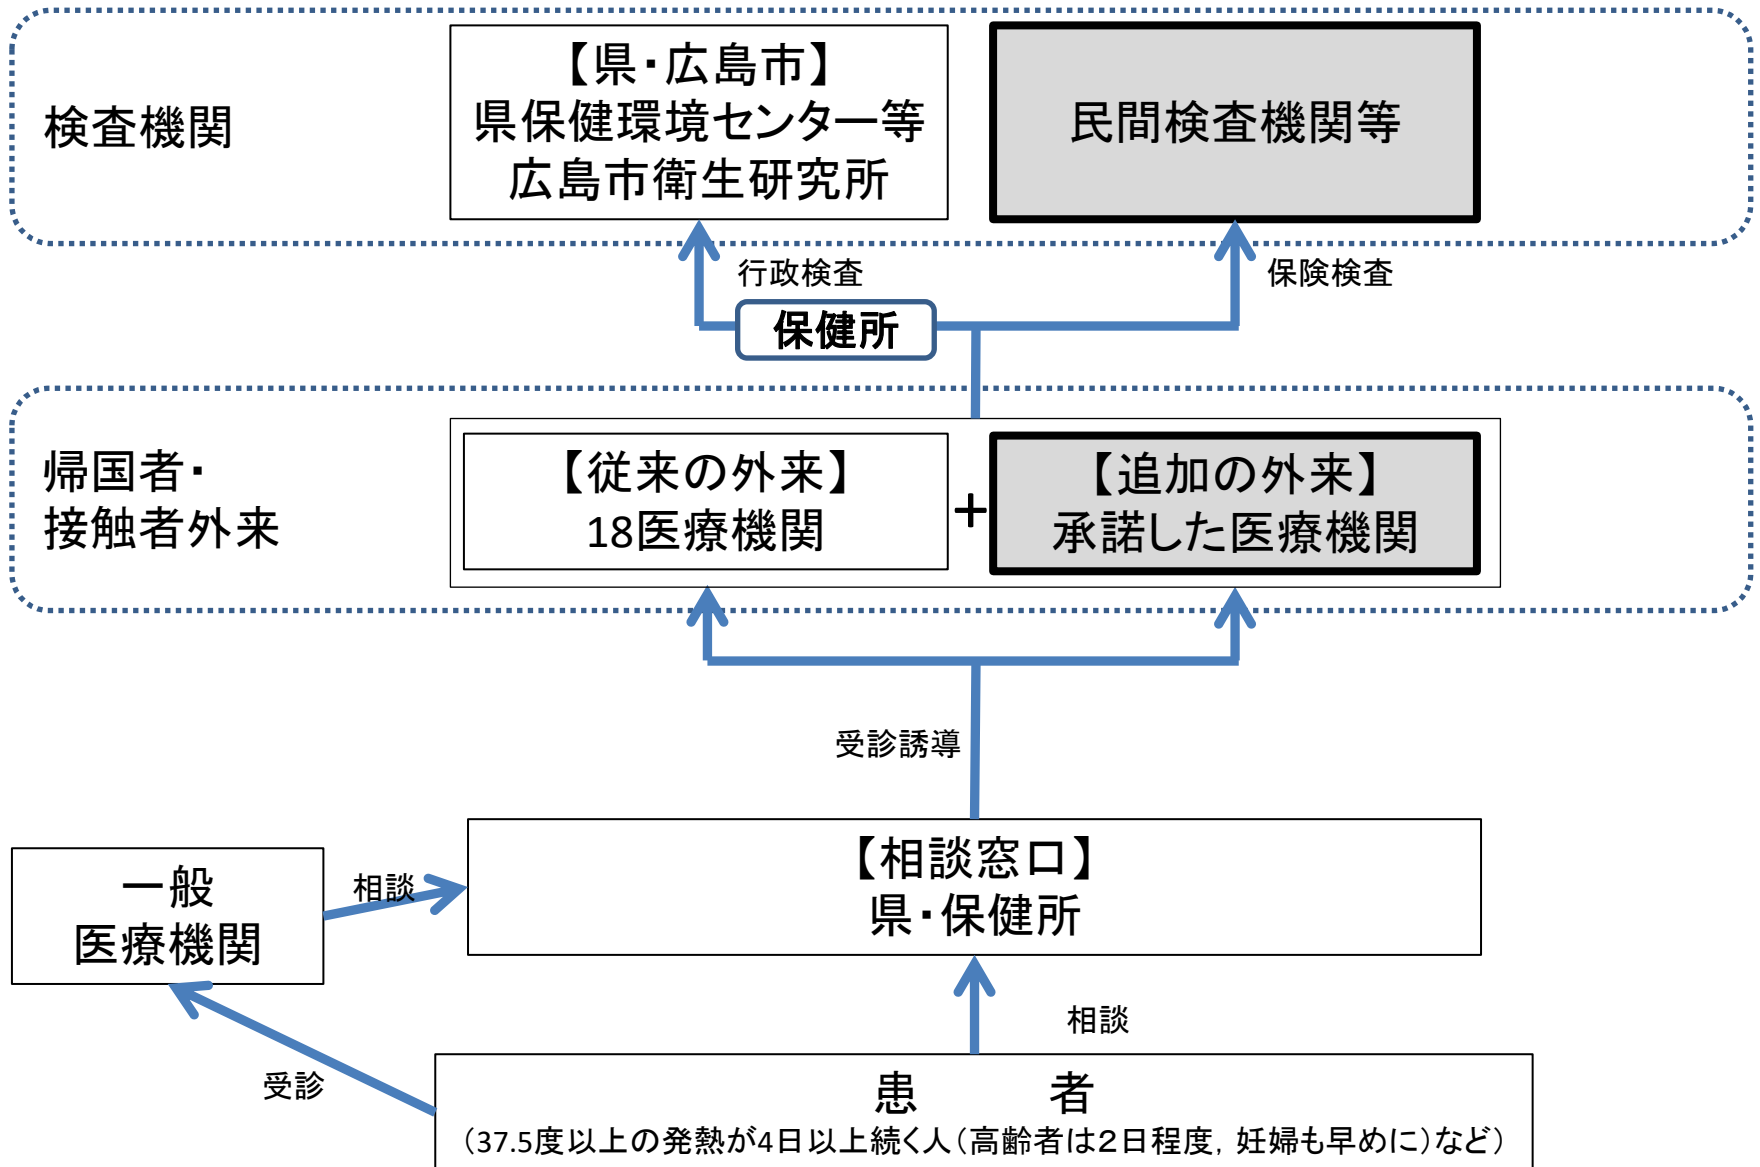 検査機関
【県・広島市】
県保健環境センター等
広島市衛生研究所
民間検査機関等
行政検査
保険検査
保健所
帰国者・
接触者外来
【従来の外来】
18医療機関
+
【追加の外来】
承諾した医療機関
受診誘導
一般
医療機関
相談
【相談窓口】
県・保健所
相談
受診
患　者
（37.5度以上の発熱が4日以上続く人（高齢者は２日程度，妊婦も早めに）など）